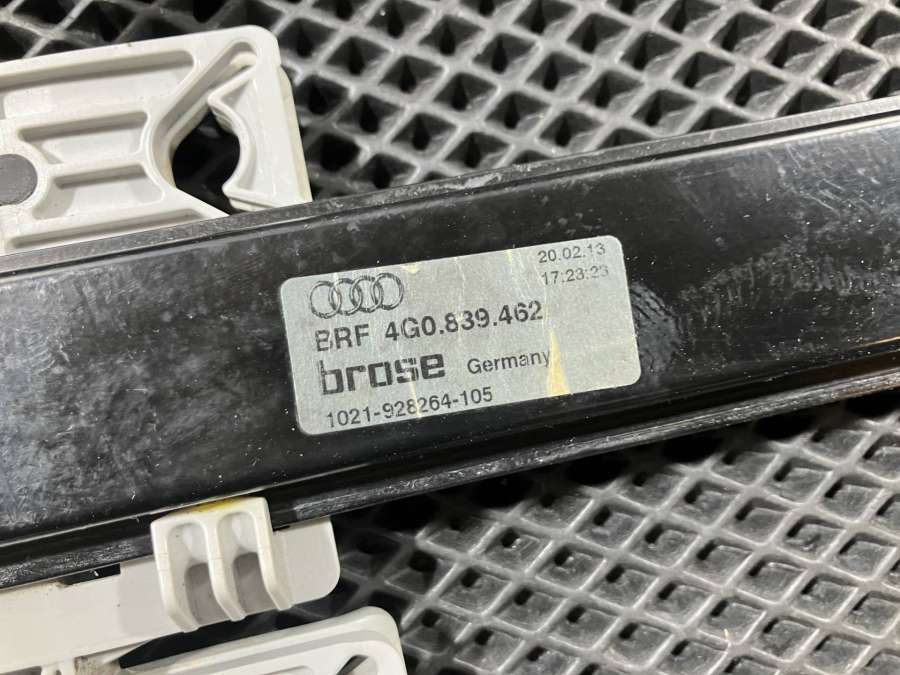 20.02.13
17:23:23
BRF 4G0.839.462
brose Germany
1021-928264-105